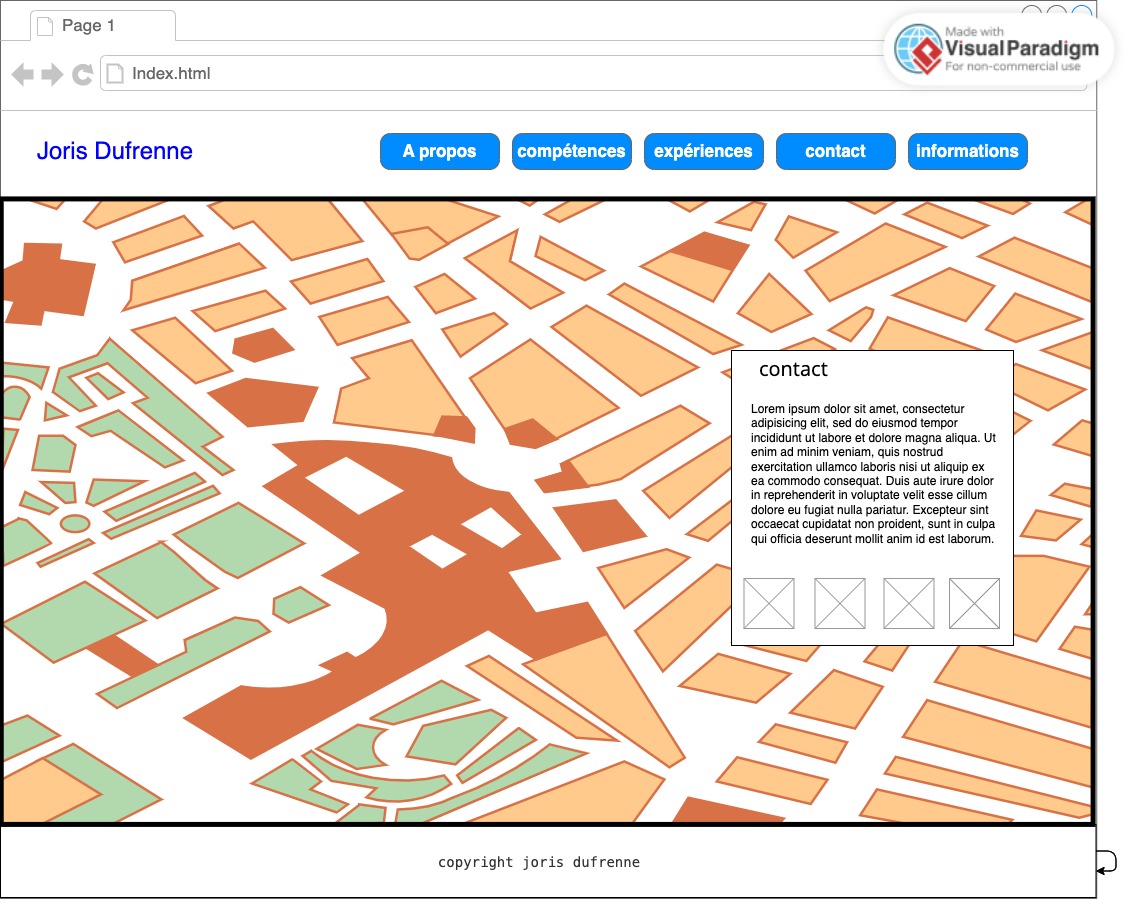 Page 1
Made with
Visual Paradigm
For non-commercial use
Index.html
Joris Dufrenne
A propos
compétences
expériences
contact
informations
contact
Lorem ipsum dolor sit amet, consectetur
adipisicing elit, sed do eiusmod tempor
incididunt ut labore et dolore magna aliqua. Ut
enim ad minim veniam, quis nostrud
exercitation ullamco laboris nisi ut aliquip ex
ea commodo consequat. Duis aute irure dolor
in reprehenderit in voluptate velit esse cillum
dolore eu fugiat nulla pariatur. Excepteur sint
occaecat cupidatat non proident, sunt in culpa
qui officia deserunt mollit anim id est laborum.
copyright joris dufrenne